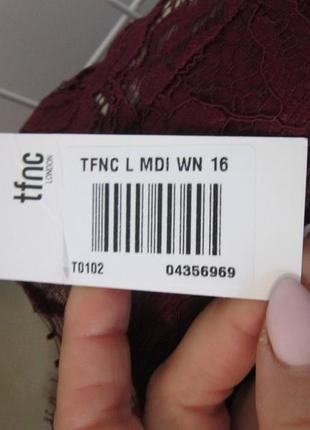 tfnc
LONDON
TFNC L MDI WN 16
T0102 04356969